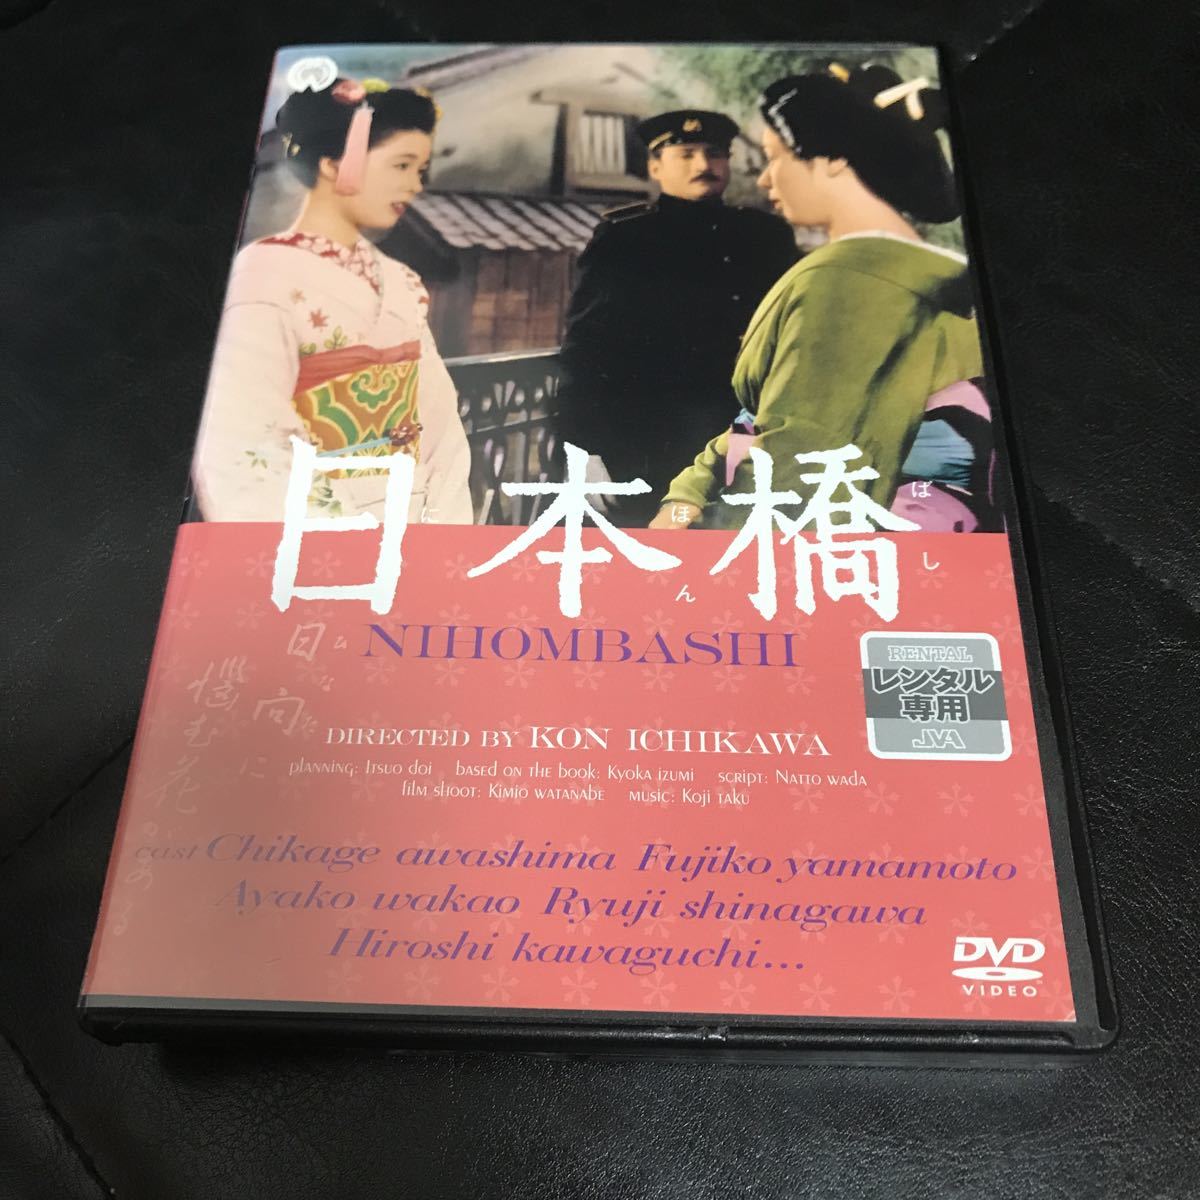 日本橋
にほんばし
NIHOMBASHI
RENTAL
レンタル
専用
JVA
DIRECTED BY KON ICHIKAWA
planning: Itsuo doi based on the book: Kyoka izumi script: Natto wada
film shoot: Kimio watanabe music: Koji taku
cast Chikage awashima Fujiko yamamoto
Ayako wakao Ryuji shinagawa
Hiroshi kawaguchi...
DVD
VIDEO